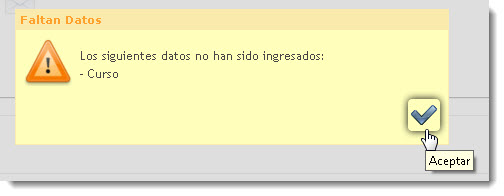 Faltan Datos
Los siguientes datos no han sido ingresados:
- Curso
Aceptar